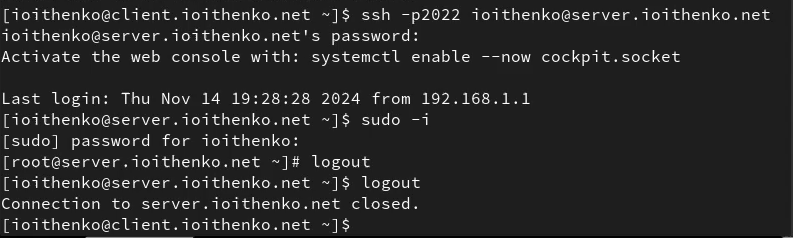 [ioithenko@client.ioithenko.net ~]$ ssh -p2022 ioithenko@server.ioithenko.net
ioithenko@server.ioithenko.net's password:
Activate the web console with: systemctl enable --now cockpit.socket
Last login: Thu Nov 14 19:28:28 2024 from 192.168.1.1
[ioithenko@server.ioithenko.net ~]$ sudo -i
[sudo] password for ioithenko:
[root@server.ioithenko.net ~]# logout
[ioithenko@server.ioithenko.net ~]$ logout
Connection to server.ioithenko.net closed.
[ioithenko@client.ioithenko.net ~]$